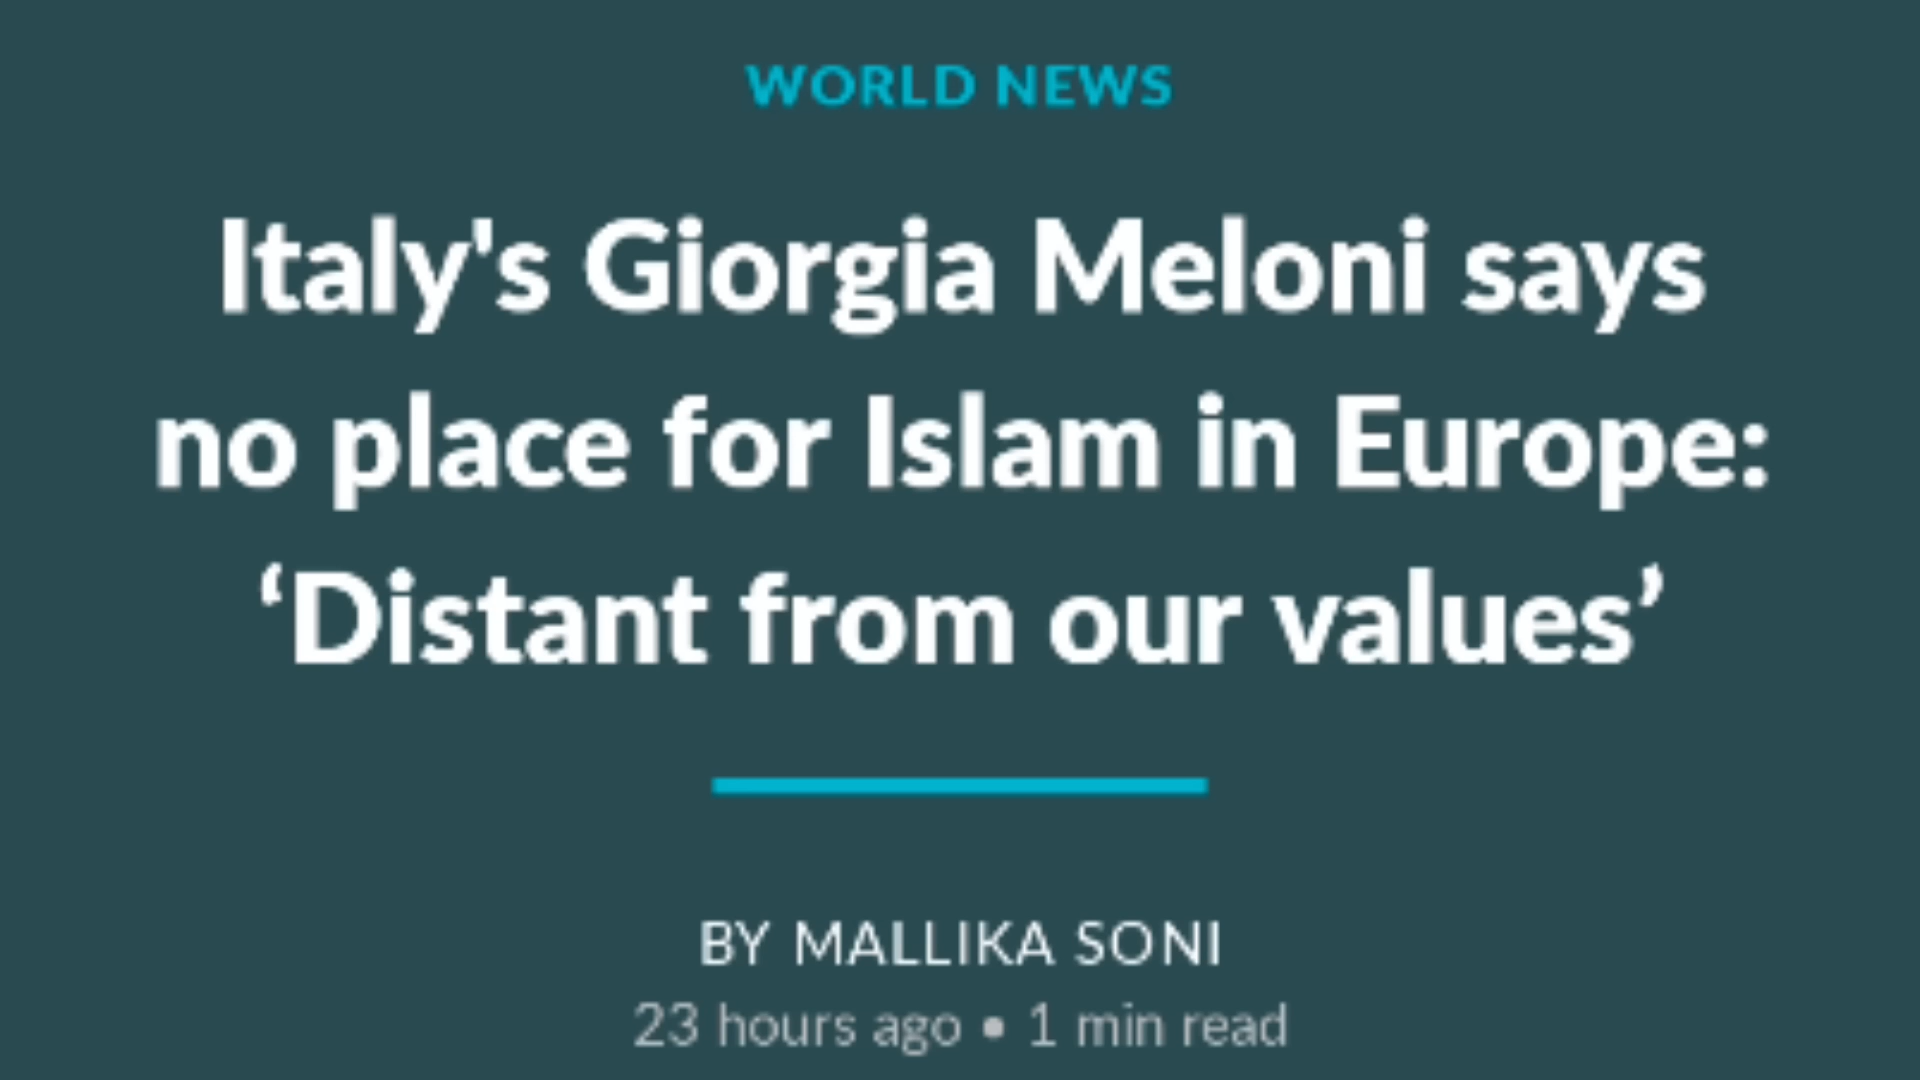 WORLD NEWS
Italy's Giorgia Meloni says
no place for Islam in Europe:
‘Distant from our values’
BY MALLIKA SONI
23 hours ago • 1 min read